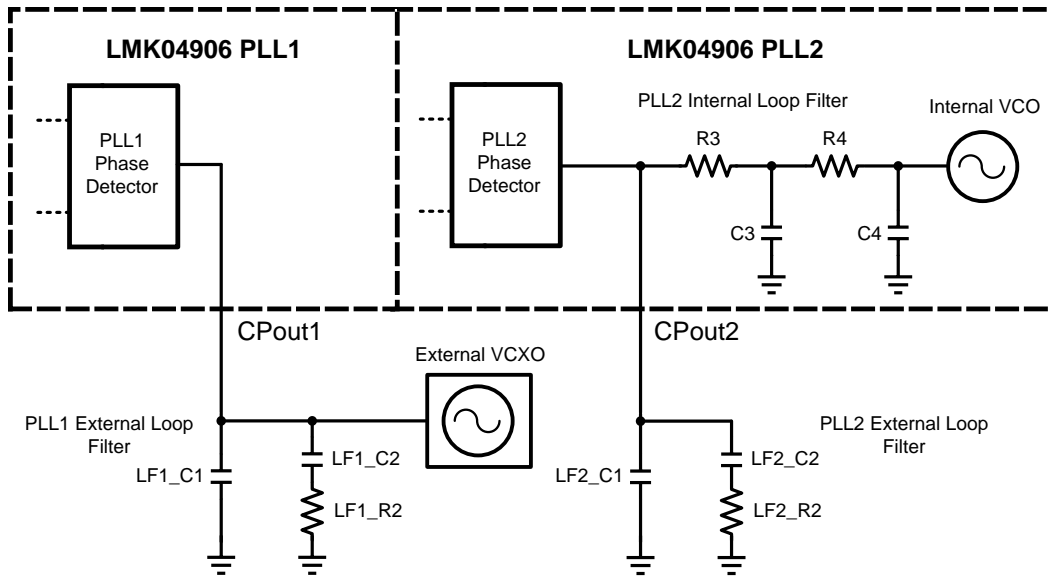 LMK04906 PLL1
LMK04906 PLL2
PLL1
Phase
Detector
PLL2
Phase
Detector
PLL2 Internal Loop Filter
Internal VCO
R3
R4
C3
C4
CPout1
CPout2
External VCXO
PLL1 External Loop
Filter
LF1_C1
LF1_C2
LF1_R2
LF2_C1
LF2_C2
LF2_R2
PLL2 External Loop
Filter